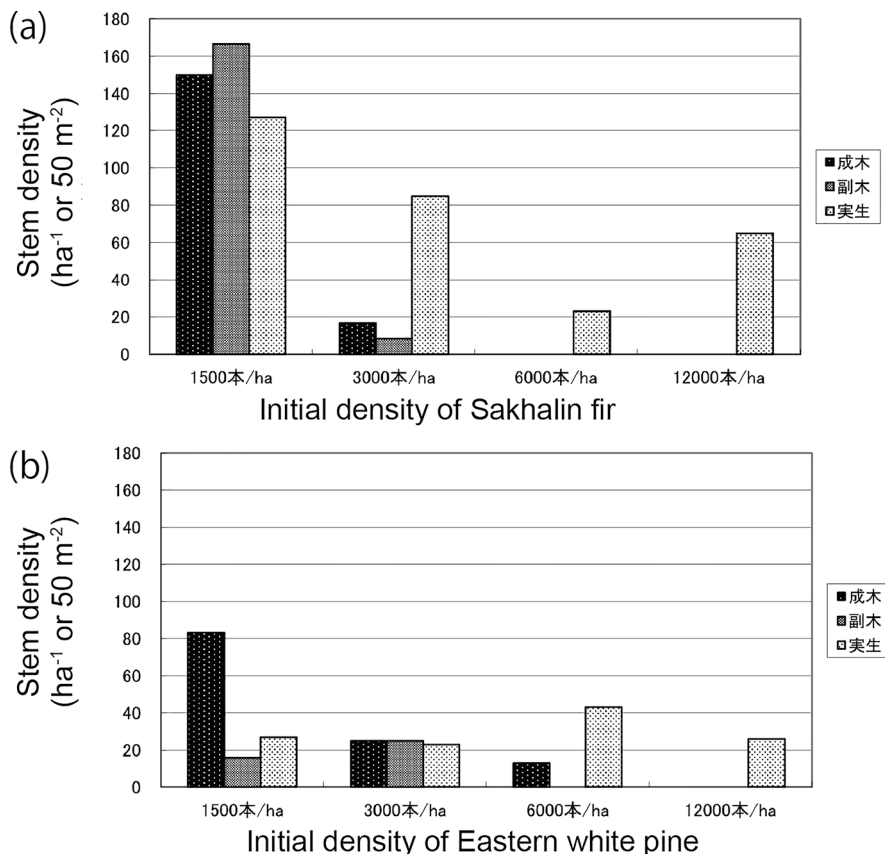 (a)
Stem density
(ha⁻¹ or 50 m⁻²)
180
160
140
120
100
80
60
40
20
0
1500本/ha 3000本/ha 6000本/ha 12000本/ha
Initial density of Sakhalin fir
成木
副木
実生
(b)
Stem density
(ha⁻¹ or 50 m⁻²)
180
160
140
120
100
80
60
40
20
0
1500本/ha 3000本/ha 6000本/ha 12000本/ha
Initial density of Eastern white pine
成木
副木
実生